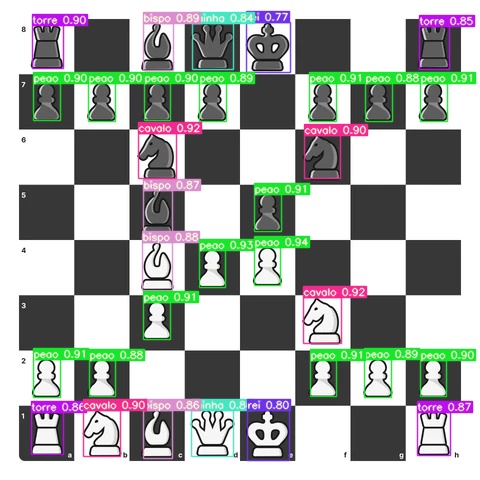 8 torre 0.90 bispo 0.89 inha 0.84 ei 0.77 torre 0.85
7 peao 0.90 peao 0.90 peao 0.90 peao 0.89 peao 0.91 peao 0.88 peao 0.91
6 cavalo 0.92 cavalo 0.90
5 bispo 0.87 peao 0.91
4 bispo 0.88 peao 0.93 peao 0.94
3 peao 0.91 cavalo 0.92
2 peao 0.91 peao 0.88 peao 0.91 peao 0.89 peao 0.90
1 torre 0.86 cavalo 0.90 bispo 0.86 inha 0.8 rei 0.80 torre 0.87
a b c d e f g h